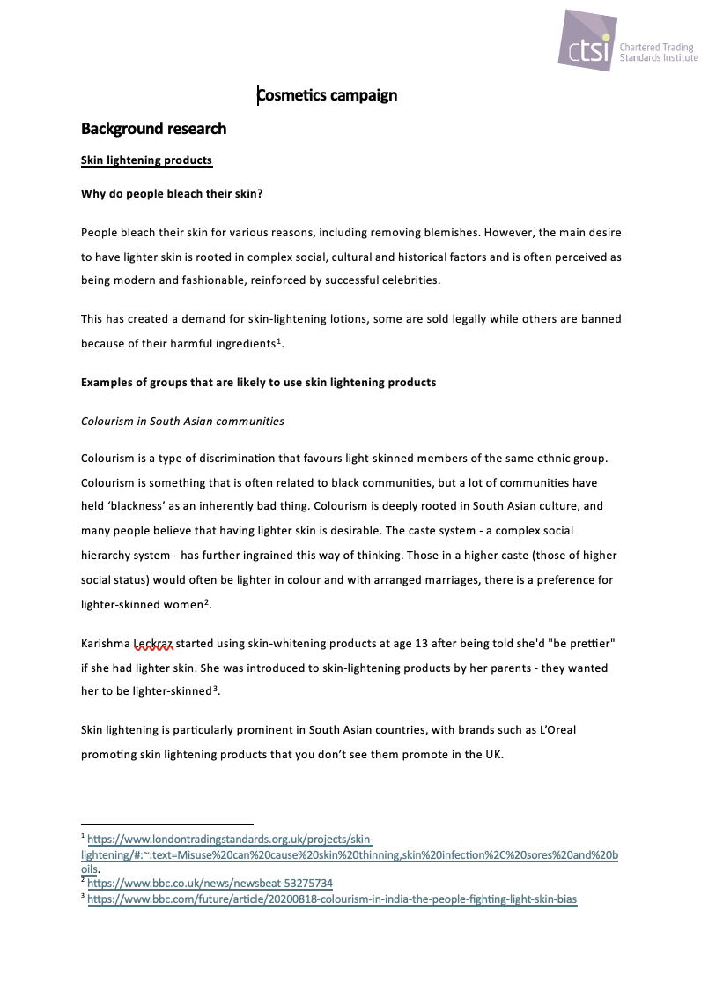 ctsi
Chartered Trading
Standards Institute
Cosmetics campaign
Background research
Skin lightening products
Why do people bleach their skin?
People bleach their skin for various reasons, including removing blemishes. However, the main desire
to have lighter skin is rooted in complex social, cultural and historical factors and is often perceived as
being modern and fashionable, reinforced by successful celebrities.
This has created a demand for skin-lightening lotions, some are sold legally while others are banned
because of their harmful ingredients¹.
Examples of groups that are likely to use skin lightening products
Colourism in South Asian communities
Colourism is a type of discrimination that favours light-skinned members of the same ethnic group.
Colourism is something that is often related to black communities, but a lot of communities have
held ‘blackness’ as an inherently bad thing. Colourism is deeply rooted in South Asian culture, and
many people believe that having lighter skin is desirable. The caste system - a complex social
hierarchy system - has further ingrained this way of thinking. Those in a higher caste (those of higher
social status) would often be lighter in colour and with arranged marriages, there is a preference for
lighter-skinned women².
Karishma Leckraz started using skin-whitening products at age 13 after being told she'd "be prettier"
if she had lighter skin. She was introduced to skin-lightening products by her parents - they wanted
her to be lighter-skinned³.
Skin lightening is particularly prominent in South Asian countries, with brands such as L’Oreal
promoting skin lightening products that you don’t see them promote in the UK.
¹ https://www.londontradingstandards.org.uk/projects/skin-
lightening/#:~:text=Misuse%20can%20cause%20skin%20thinning,skin%20infection%2C%20sores%20and%20b
oils.
² https://www.bbc.co.uk/news/newsbeat-53275734
³ https://www.bbc.com/future/article/20200818-colourism-in-india-the-people-fighting-light-skin-bias